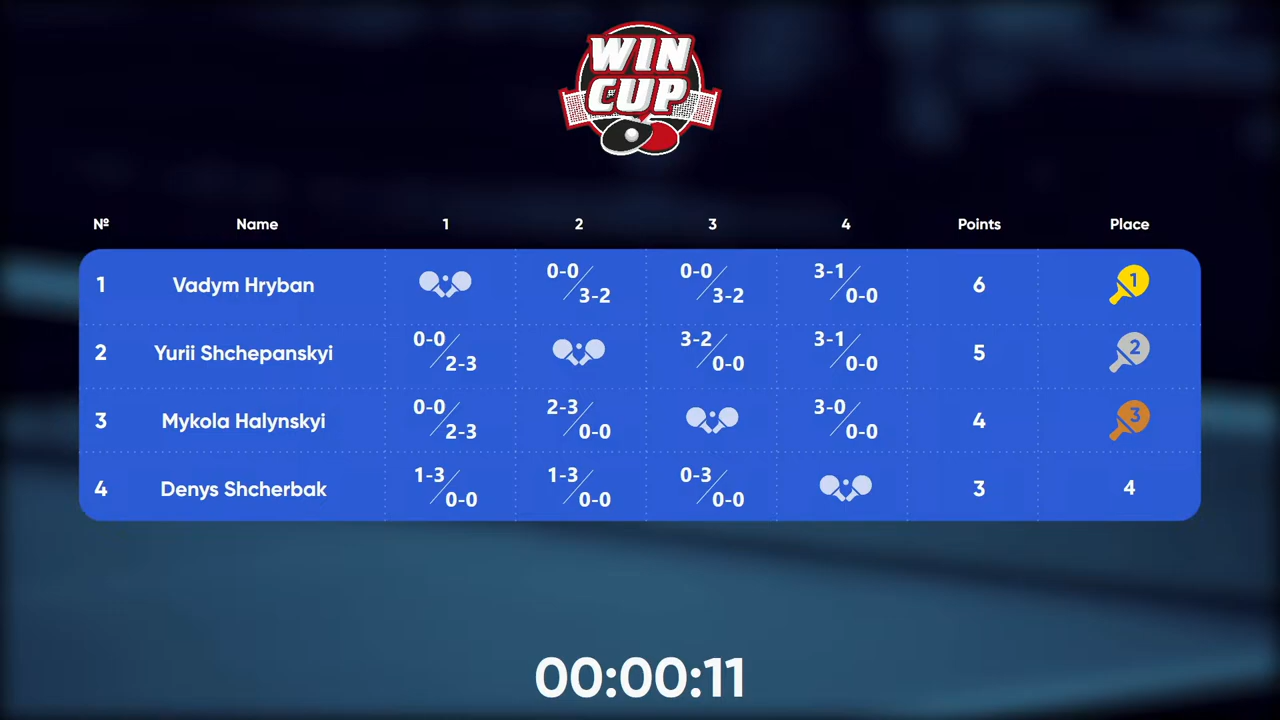 WIN
CUP
№ Name 1 2 3 4 Points Place
1 Vadym Hryban 0-0/3-2 0-0/3-2 3-1/0-0 6 1
2 Yurii Shchepanskyi 0-0/2-3 3-2/0-0 3-1/0-0 5 2
3 Mykola Halynskyi 0-0/2-3 2-3/0-0 3-0/0-0 4 3
4 Denys Shcherbak 1-3/0-0 1-3/0-0 0-3/0-0 3 4
00:00:11